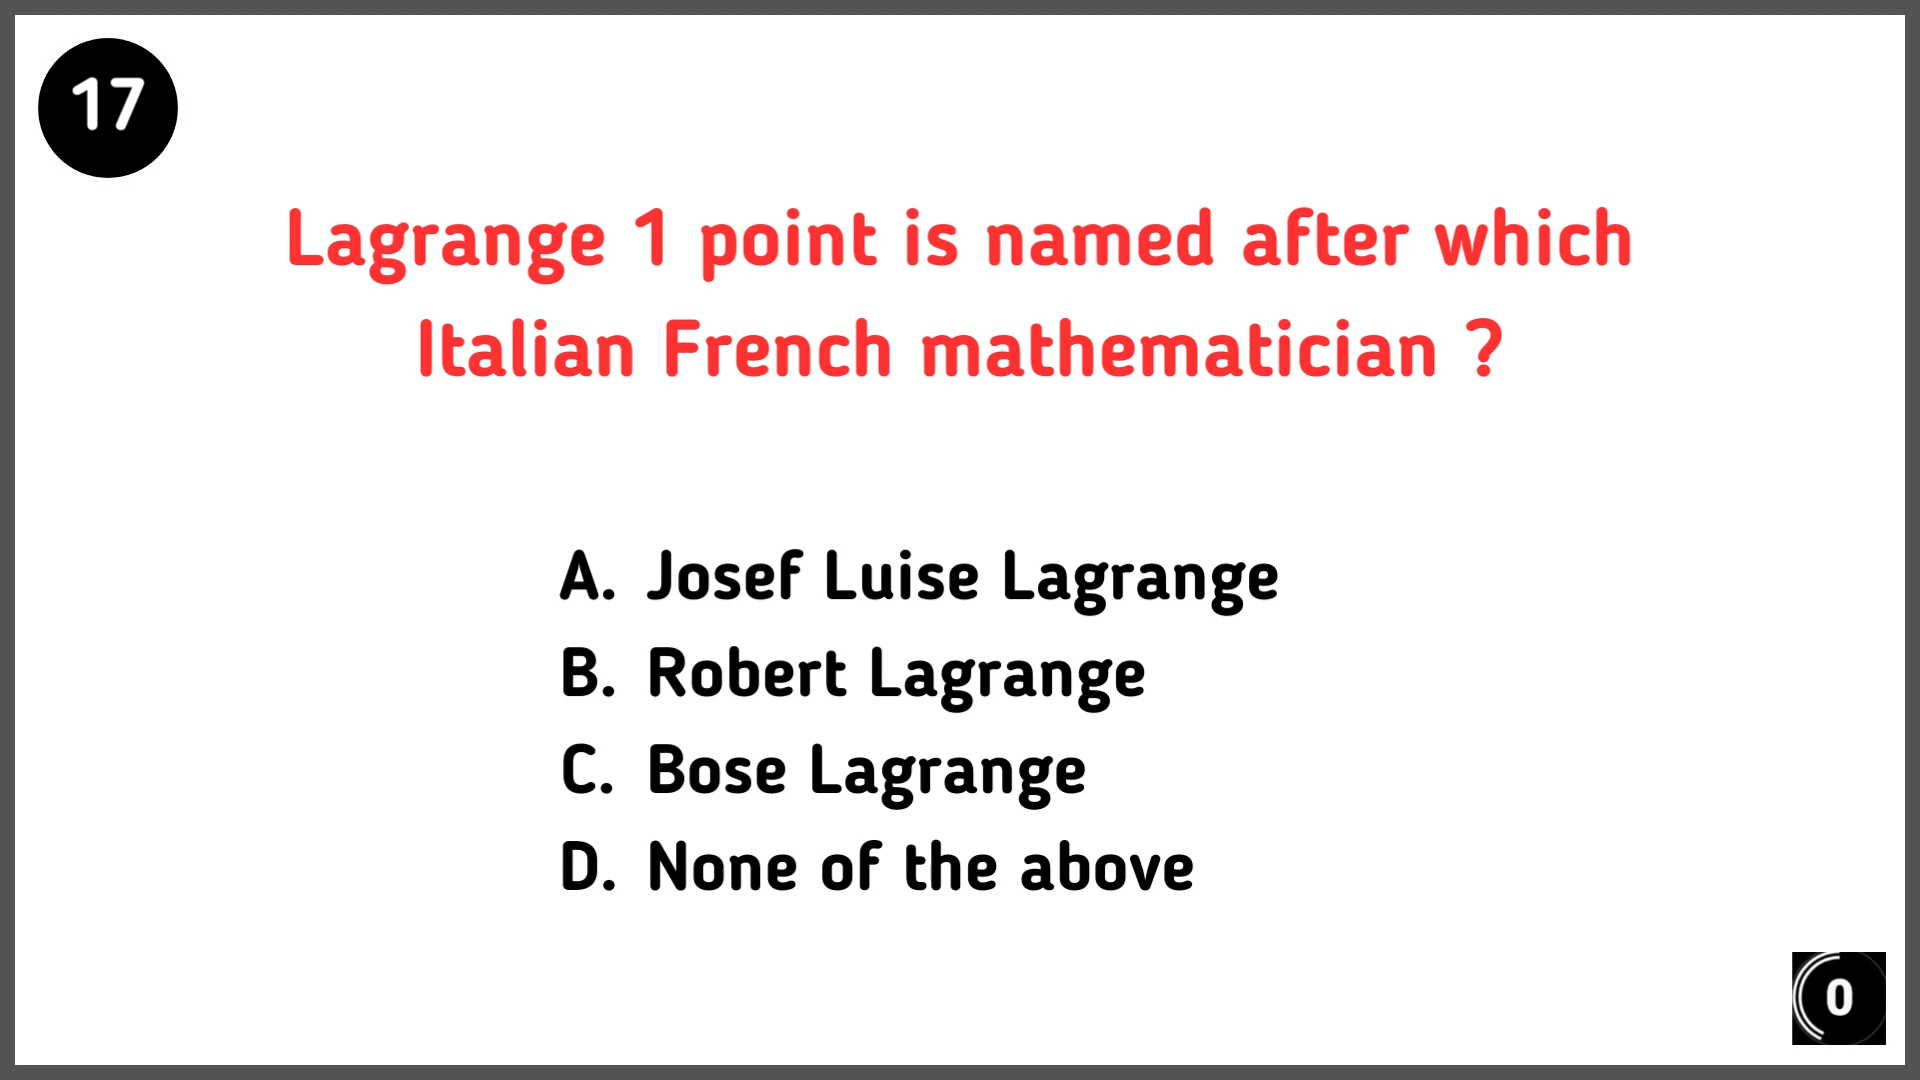 17
Lagrange 1 point is named after which
Italian French mathematician ?
A. Josef Luise Lagrange
B. Robert Lagrange
C. Bose Lagrange
D. None of the above
0